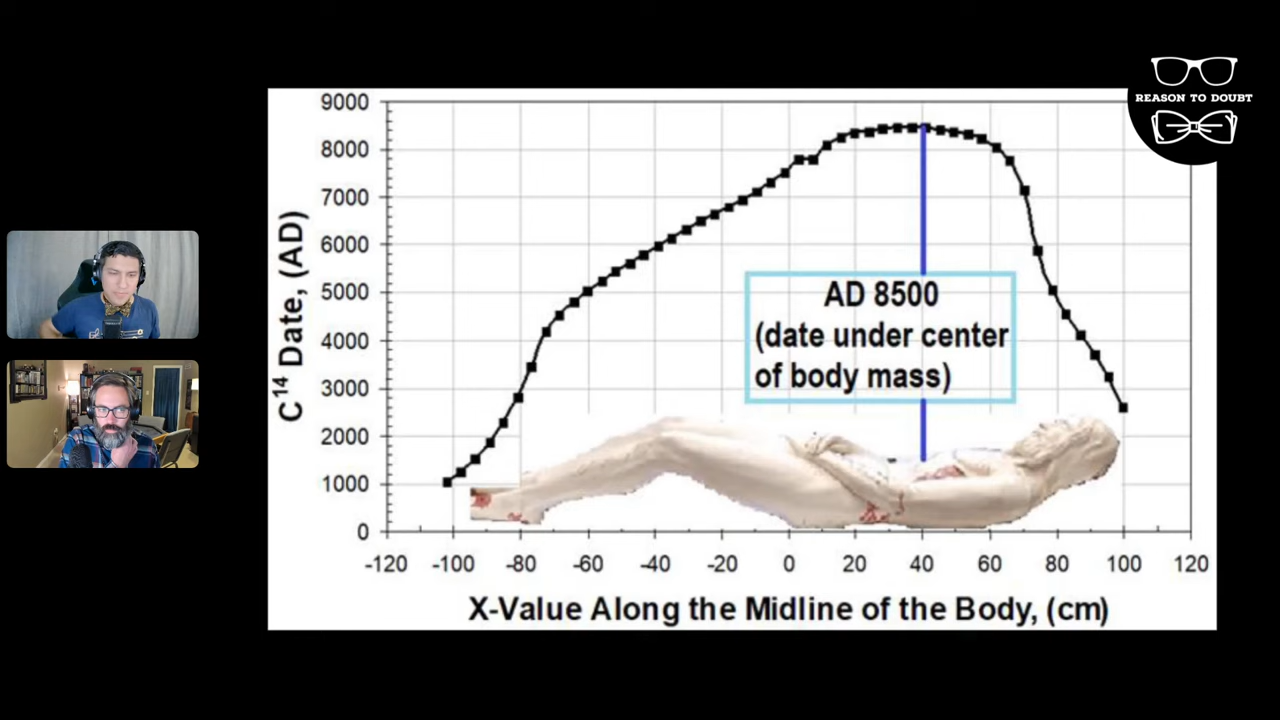 REASON TO DOUBT
9000
8000
7000
6000
5000
4000
3000
2000
1000
0
C14 Date, (AD)
AD 8500
(date under center
of body mass)
-120 -100 -80 -60 -40 -20 0 20 40 60 80 100 120
X-Value Along the Midline of the Body, (cm)